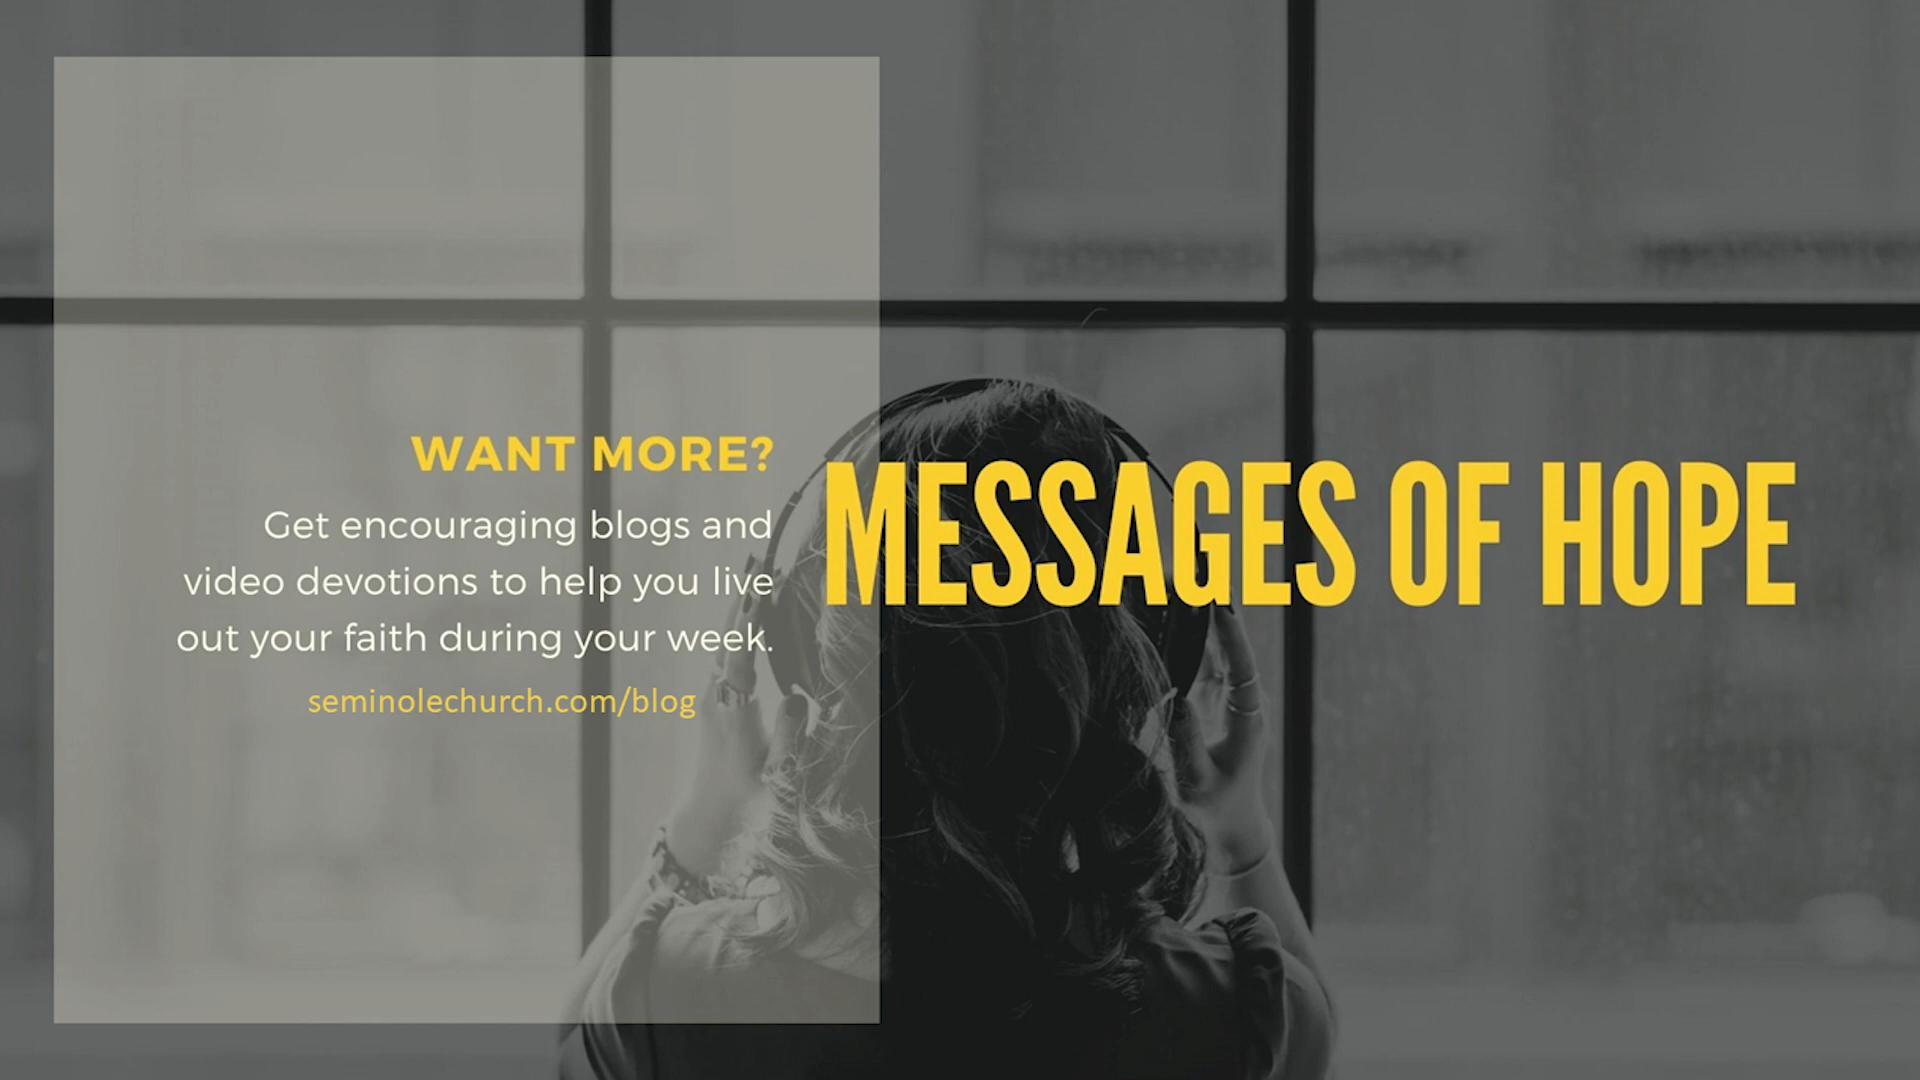 WANT MORE?
Get encouraging blogs and
video devotions to help you live
out your faith during your week.
seminolechurch.com/blog
MESSAGES OF HOPE